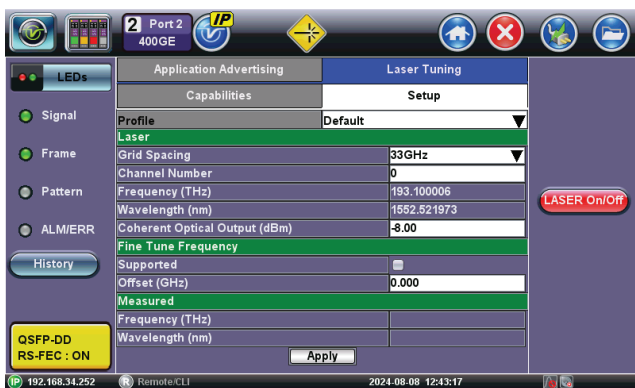 2 Port 2
400GE
IP
LEDs
Application Advertising
Laser Tuning
Capabilities
Setup
Signal
Profile
Default
Laser
Frame
Grid Spacing
33GHz
Channel Number
0
Pattern
Frequency (THz)
193.100006
LASER On/Off
Wavelength (nm)
1552.521973
ALM/ERR
Coherent Optical Output (dBm)
-8.00
Fine Tune Frequency
History
Supported
Offset (GHz)
0.000
Measured
Frequency (THz)
Wavelength (nm)
QSFP-DD
RS-FEC : ON
Apply
IP 192.168.34.252
R Remote/CLI
2024-08-08 12:43:17